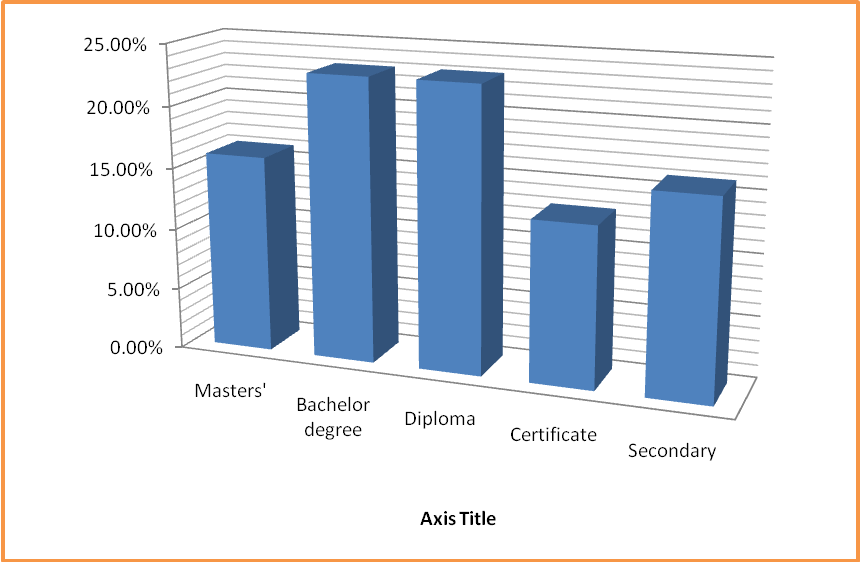 25.00%
20.00%
15.00%
10.00%
5.00%
0.00%
Masters'
Bachelor
degree
Diploma
Certificate
Secondary
Axis Title